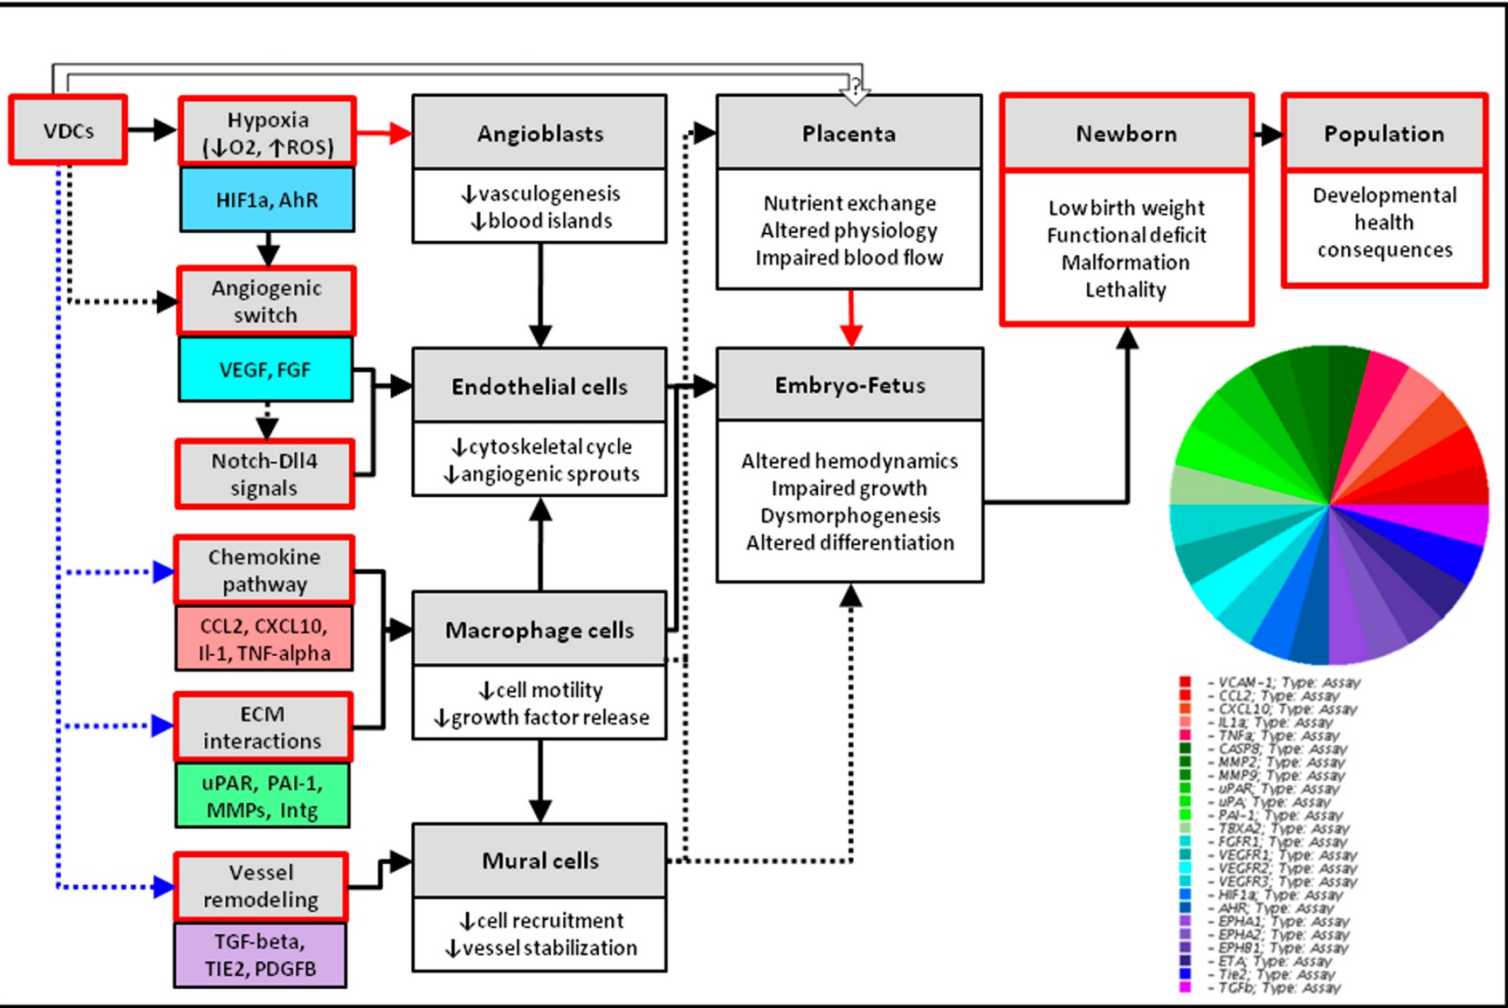 ?
VDCs
Hypoxia
(↓O2, ↑ROS)
HIF1a, AhR
Angiogenic
switch
VEGF, FGF
Notch-Dll4
signals
Chemokine
pathway
CCL2, CXCL10,
Il-1, TNF-alpha
ECM
interactions
uPAR, PAI-1,
MMPs, Intg
Vessel
remodeling
TGF-beta,
TIE2, PDGFB
Angioblasts
↓vasculogenesis
↓blood islands
Endothelial cells
↓cytoskeletal cycle
↓angiogenic sprouts
Macrophage cells
↓cell motility
↓growth factor release
Mural cells
↓cell recruitment
↓vessel stabilization
Placenta
Nutrient exchange
Altered physiology
Impaired blood flow
Embryo-Fetus
Altered hemodynamics
Impaired growth
Dysmorphogenesis
Altered differentiation
Newborn
Low birth weight
Functional deficit
Malformation
Lethality
Population
Developmental
health
consequences
- VCAM-1; Type: Assay
- CCL2; Type: Assay
- CXCL10; Type: Assay
- IL1a; Type: Assay
- TNFa; Type: Assay
- CASP8; Type: Assay
- MMP2; Type: Assay
- MMP9; Type: Assay
- uPAR; Type: Assay
- uPA; Type: Assay
- PAI-1; Type: Assay
- TBXA2; Type: Assay
- FGFR1; Type: Assay
- VEGFR1; Type: Assay
- VEGFR2; Type: Assay
- VEGFR3; Type: Assay
- HIF1a; Type: Assay
- AHR; Type: Assay
- EPHA1; Type: Assay
- EPHA2; Type: Assay
- EPHB1; Type: Assay
- ETA; Type: Assay
- Tie2; Type: Assay
- TGFb; Type: Assay